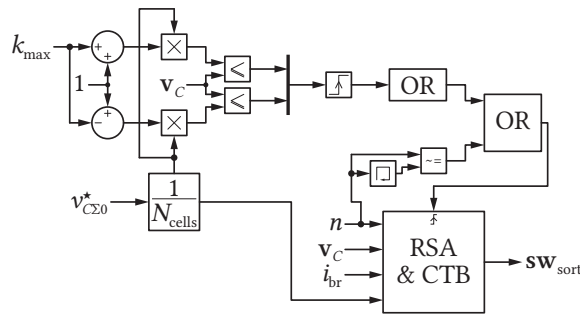 k_max
+
+
×
1
v_C
≤
≤
OR
OR
−
+
×
~=
v*_CΣ0
1
N_cells
n
v_C
i_br
RSA
& CTB
sw_sort